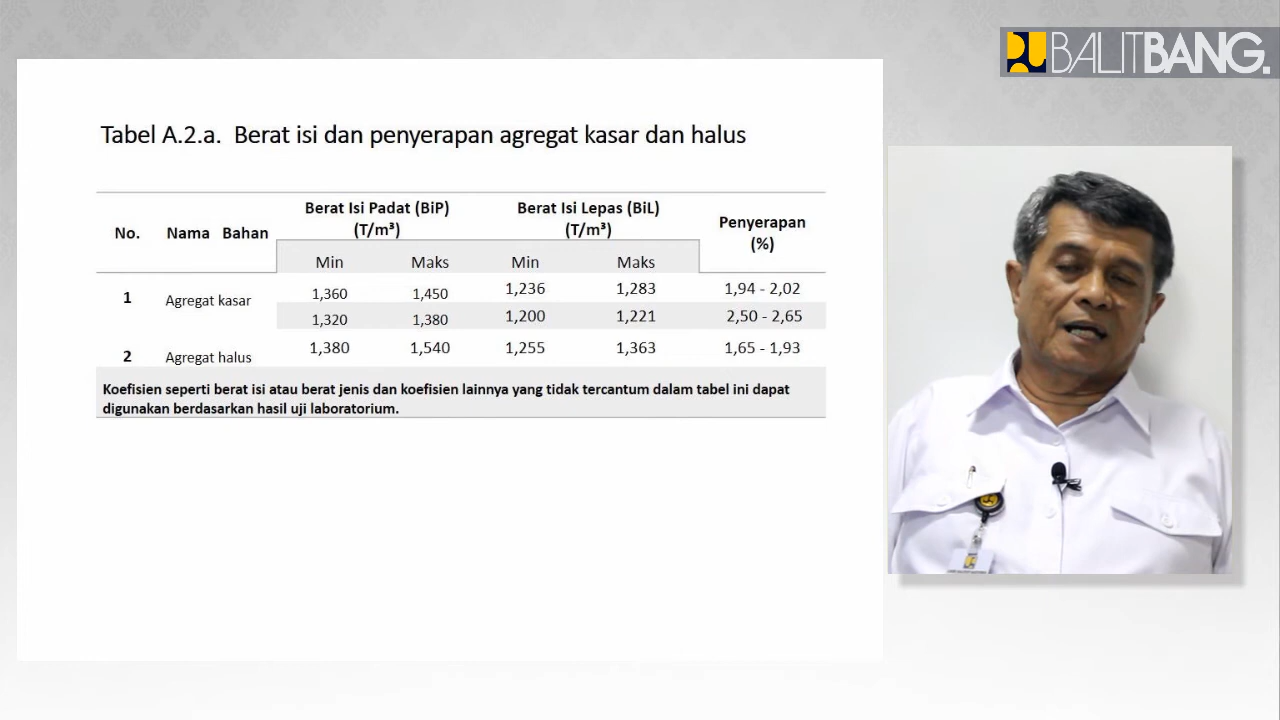 BALITBANG.
Tabel A.2.a. Berat isi dan penyerapan agregat kasar dan halus
No. Nama Bahan Berat Isi Padat (BiP) (T/m³) Berat Isi Lepas (BiL) (T/m³) Penyerapan (%)
Min Maks Min Maks
1 Agregat kasar 1,360 1,450 1,236 1,283 1,94 - 2,02
1,320 1,380 1,200 1,221 2,50 - 2,65
2 Agregat halus 1,380 1,540 1,255 1,363 1,65 - 1,93
Koefisien seperti berat isi atau berat jenis dan koefisien lainnya yang tidak tercantum dalam tabel ini dapat
digunakan berdasarkan hasil uji laboratorium.